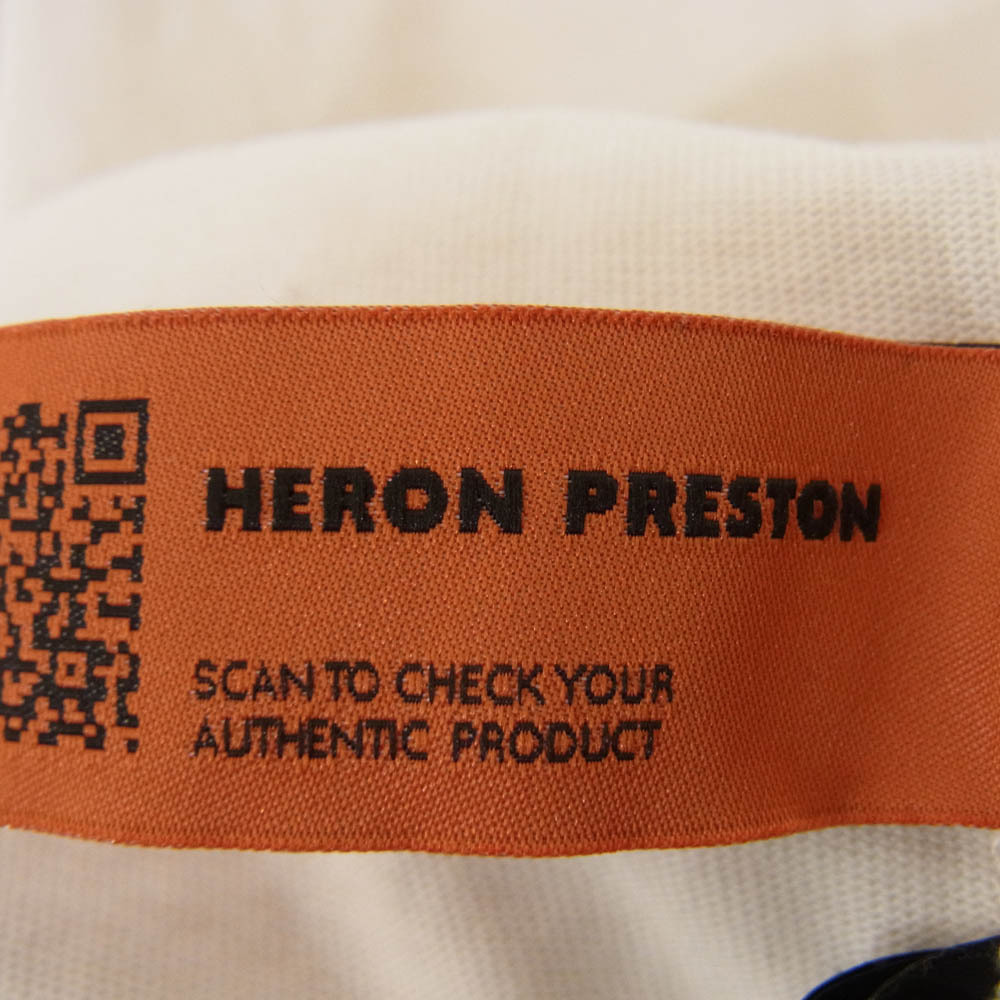 HERON PRESTON
SCAN TO CHECK YOUR
AUTHENTIC PRODUCT